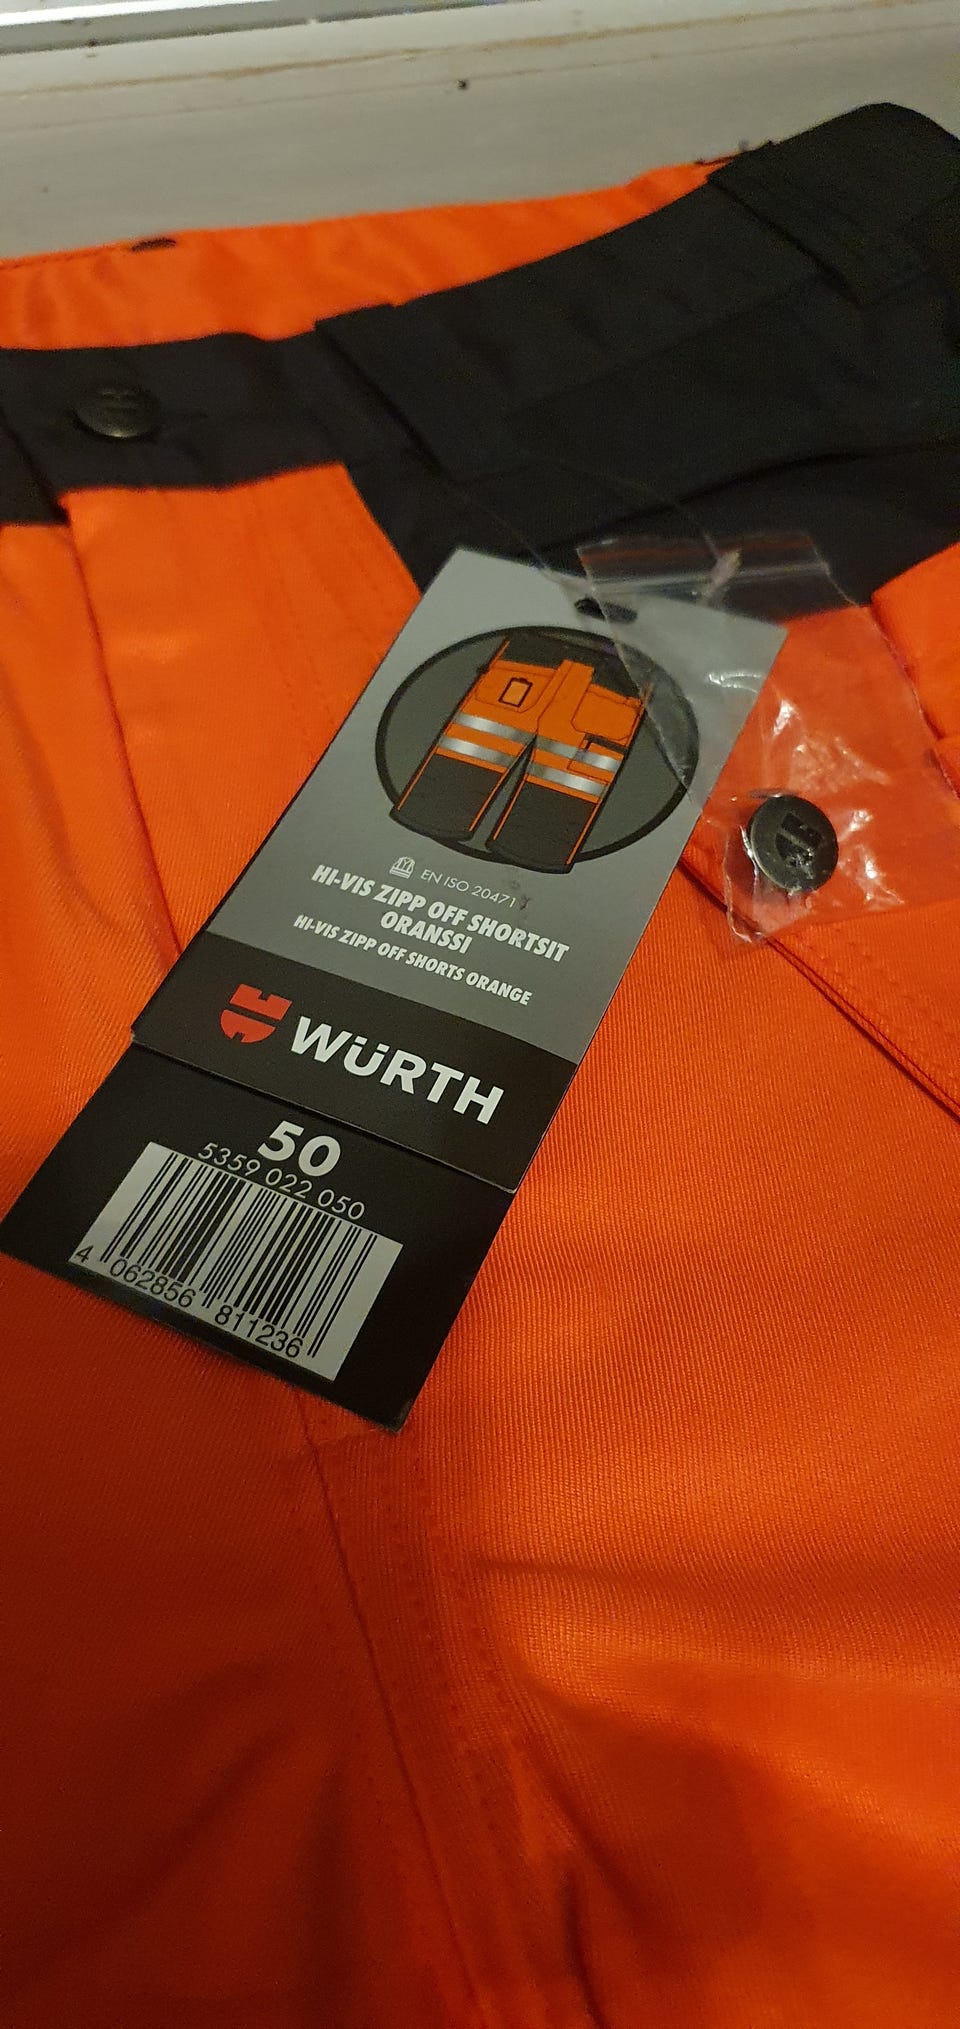 EN ISO 20471
HI-VIS ZIPP OFF SHORTSIT
ORANSSI
HI-VIS ZIPP OFF SHORTS ORANGE
WÜRTH
50
5359 022 050
4 062856 811236